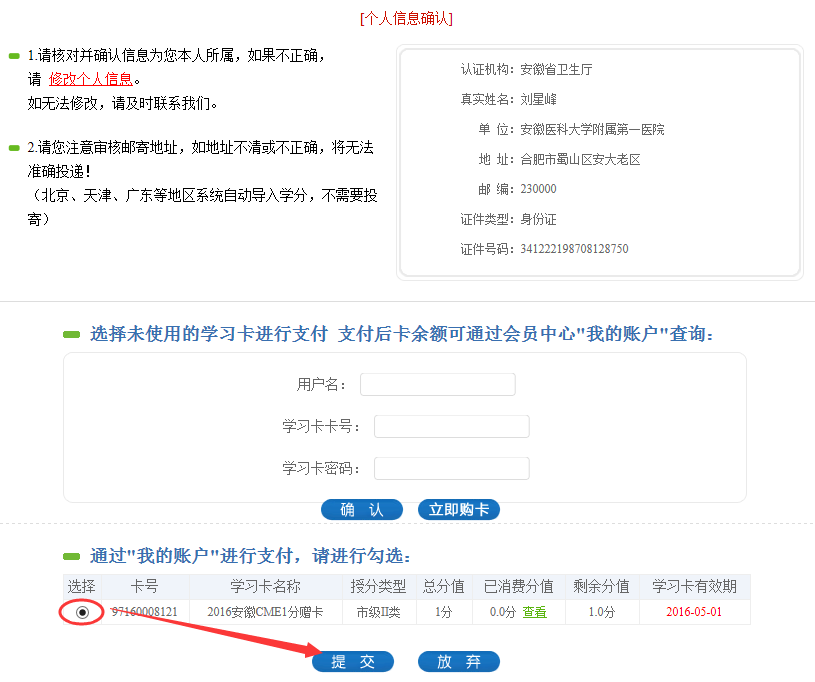 [个人信息确认]
1.请核对并确认信息为您本人所属，如果不正确，
请 修改个人信息。
如无法修改，请及时联系我们。
2.请您注意审核邮寄地址，如地址不清或不正确，将无法
准确投递！
（北京、天津、广东等地区系统自动导入学分，不需要投
寄）
认证机构：安徽省卫生厅
真实姓名：刘星峰
单 位：安徽医科大学附属第一医院
地 址：合肥市蜀山区安大老区
邮 编：230000
证件类型：身份证
证件号码：341222198708128750
选择未使用的学习卡进行支付 支付后卡余额可通过会员中心"我的账户"查询：
用户名：
学习卡卡号：
学习卡密码：
确 认 立即购卡
通过"我的账户"进行支付，请进行勾选：
选择 卡号 学习卡名称 授分类型 总分值 已消费分值 剩余分值 学习卡有效期
97160008121 2016安徽CME1分赠卡 市级II类 1分 0.0分 查看 1.0分 2016-05-01
提 交 放 弃